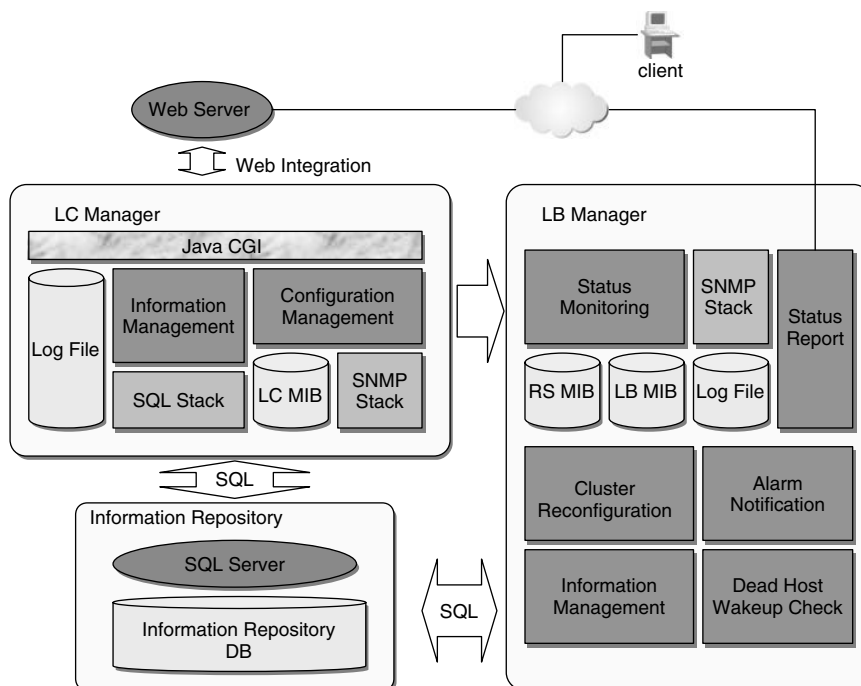 client
Web Server
Web Integration
LC Manager
Java CGI
Log File
Information
Management
Configuration
Management
SQL Stack
LC MIB
SNMP
Stack
SQL
Information Repository
SQL Server
Information Repository
DB
SQL
LB Manager
Status
Monitoring
SNMP
Stack
Status
Report
RS MIB
LB MIB
Log File
Cluster
Reconfiguration
Alarm
Notification
Information
Management
Dead Host
Wakeup Check